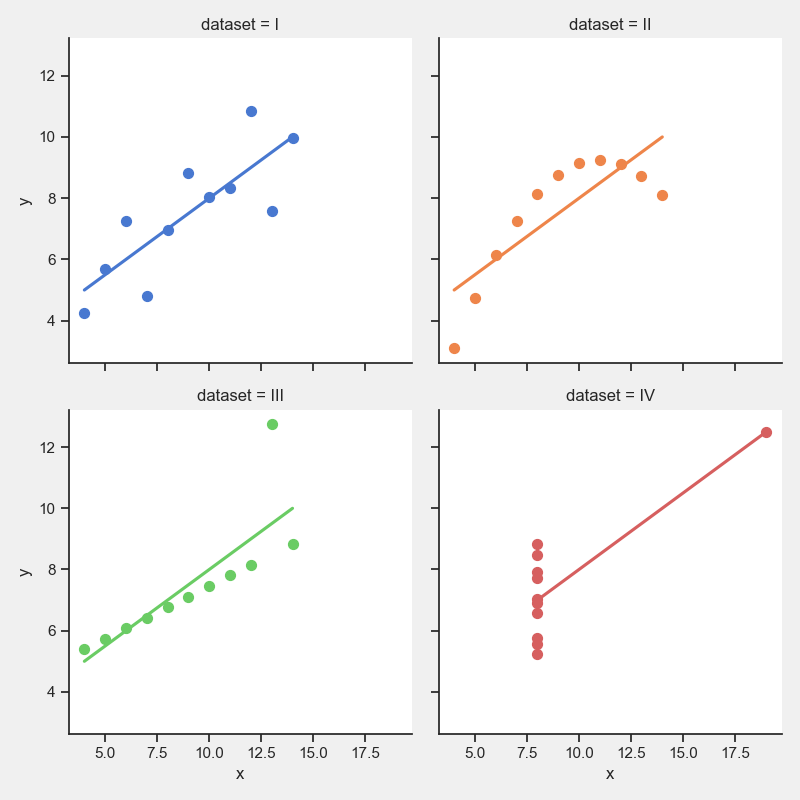 dataset = I
dataset = II
12
10
8
6
4
y
dataset = III
dataset = IV
12
10
8
6
4
y
5.0 7.5 10.0 12.5 15.0 17.5
5.0 7.5 10.0 12.5 15.0 17.5
x
x